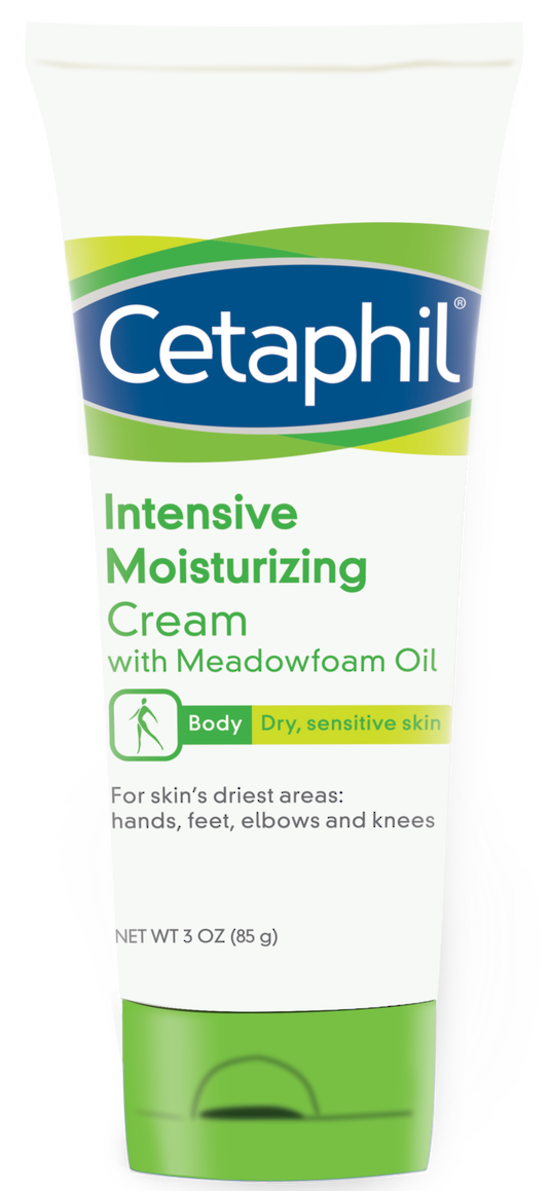 Cetaphil®
Intensive
Moisturizing
Cream
with Meadowfoam Oil
Body Dry, sensitive skin
For skin's driest areas:
hands, feet, elbows and knees
NET WT 3 OZ (85 g)